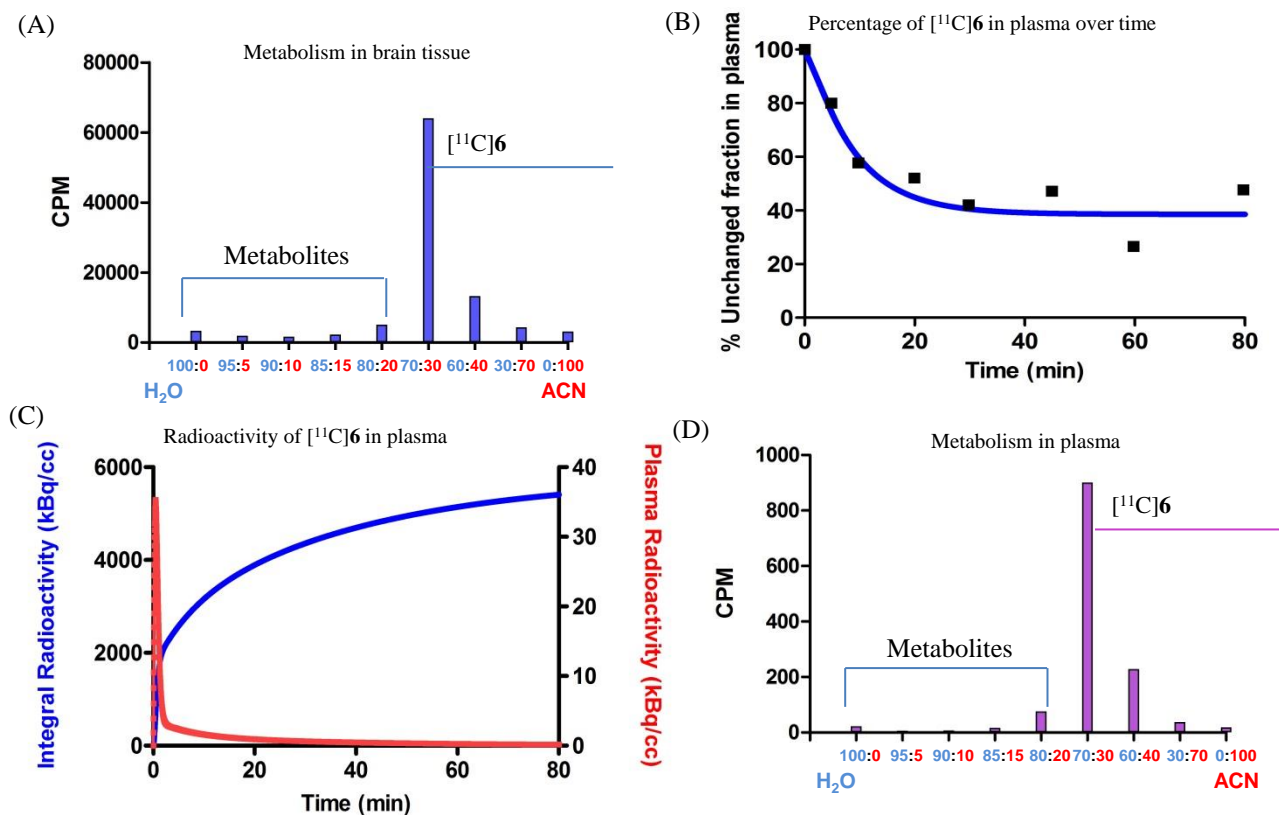 (A)
Metabolism in brain tissue
CPM
80000
60000
40000
20000
0
[¹¹C]6
Metabolites
100:0 95:5 90:10 85:15 80:20 70:30 60:40 30:70 0:100
H₂O ACN
(B)
Percentage of [¹¹C]6 in plasma over time
% Unchanged fraction in plasma
100
80
60
40
20
0
0 20 40 60 80
Time (min)
(C)
Radioactivity of [¹¹C]6 in plasma
Integral Radioactivity (kBq/cc)
6000
4000
2000
0
Plasma Radioactivity (kBq/cc)
40
30
20
10
0
0 20 40 60 80
Time (min)
(D)
Metabolism in plasma
CPM
1000
800
600
400
200
0
[¹¹C]6
Metabolites
100:0 95:5 90:10 85:15 80:20 70:30 60:40 30:70 0:100
H₂O ACN